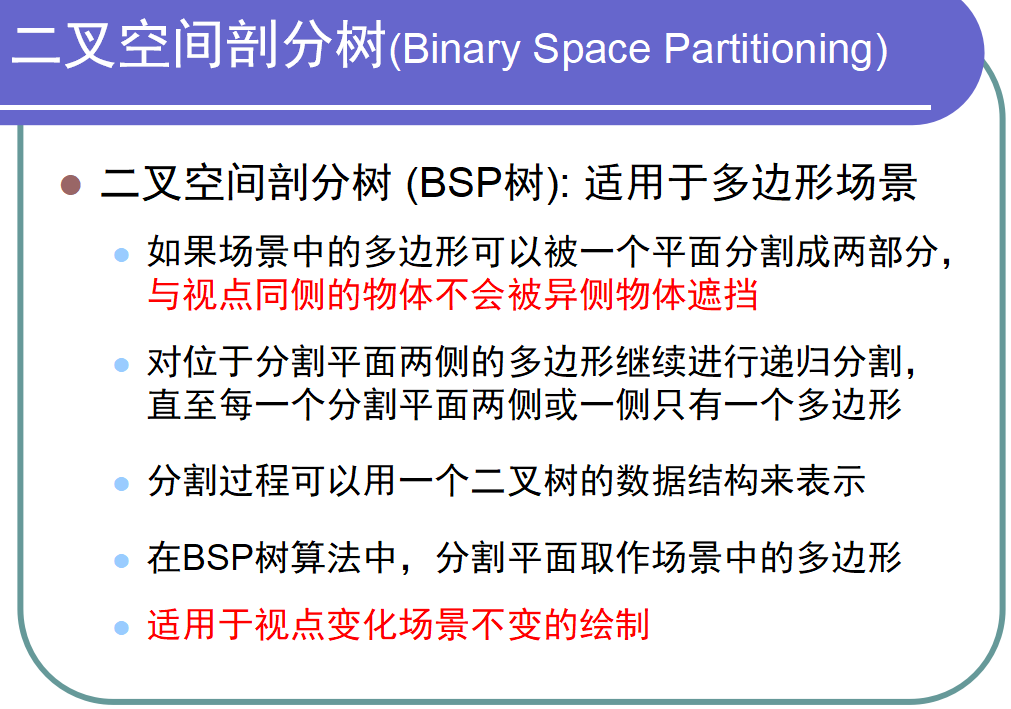 二叉空间剖分树(Binary Space Partitioning)
二叉空间剖分树 (BSP树): 适用于多边形场景
如果场景中的多边形可以被一个平面分割成两部分，
与视点同侧的物体不会被异侧物体遮挡
对位于分割平面两侧的多边形继续进行递归分割，
直至每一个分割平面两侧或一侧只有一个多边形
分割过程可以用一个二叉树的数据结构来表示
在BSP树算法中，分割平面取作场景中的多边形
适用于视点变化场景不变的绘制